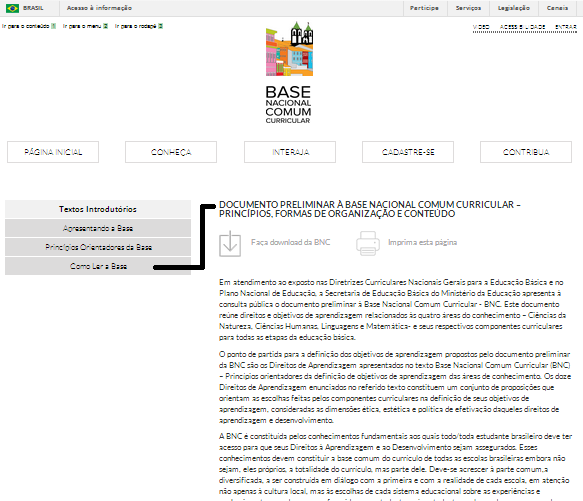 BRASIL Acesso à informação Participe Serviços Legislação Canais
Ir para o conteúdo 1 Ir para o menu 2 Ir para o rodapé 3 VÍDEO ACESSIBILIDADE ENTRAR
BASE
NACIONAL
COMUM
CURRICULAR
PÁGINA INICIAL CONHEÇA INTERAJA CADASTRE-SE CONTRIBUA
Textos Introdutórios
Apresentando a Base
Princípios Orientadores da Base
Como Ler a Base
DOCUMENTO PRELIMINAR À BASE NACIONAL COMUM CURRICULAR –
PRINCÍPIOS, FORMAS DE ORGANIZAÇÃO E CONTEÚDO
Faça download da BNC Imprima esta página
Em atendimento ao exposto nas Diretrizes Curriculares Nacionais Gerais para a Educação Básica e no
Plano Nacional de Educação, a Secretaria de Educação Básica do Ministério da Educação apresenta à
consulta pública o documento preliminar à Base Nacional Comum Curricular - BNC. Este documento
reúne direitos e objetivos de aprendizagem relacionados às quatro áreas do conhecimento – Ciências da
Natureza, Ciências Humanas, Linguagens e Matemática- e seus respectivos componentes curriculares
para todas as etapas da educação básica.
O ponto de partida para a definição dos objetivos de aprendizagem propostos pelo documento preliminar
da BNC são os Direitos de Aprendizagem apresentados no texto Base Nacional Comum Curricular (BNC)
– Princípios orientadores da definição de objetivos de aprendizagem das áreas de conhecimento. Os doze
Direitos de Aprendizagem enunciados no referido texto constituem um conjunto de proposições que
orientam as escolhas feitas pelos componentes curriculares na definição de seus objetivos de
aprendizagem, consideradas as dimensões ética, estética e política de efetivação daqueles direitos de
aprendizagem e desenvolvimento.
A BNC é constituída pelos conhecimentos fundamentais aos quais todo/toda estudante brasileiro deve ter
acesso para que seus Direitos à Aprendizagem e ao Desenvolvimento sejam assegurados. Esses
conhecimentos devem constituir a base comum do currículo de todas as escolas brasileiras embora não
sejam, eles próprios, a totalidade do currículo, mas parte dele. Deve-se acrescer à parte comum,a
diversificada, a ser construída em diálogo com a primeira e com a realidade de cada escola, em atenção
não apenas à cultura local, mas às escolhas de cada sistema educacional sobre as experiências e